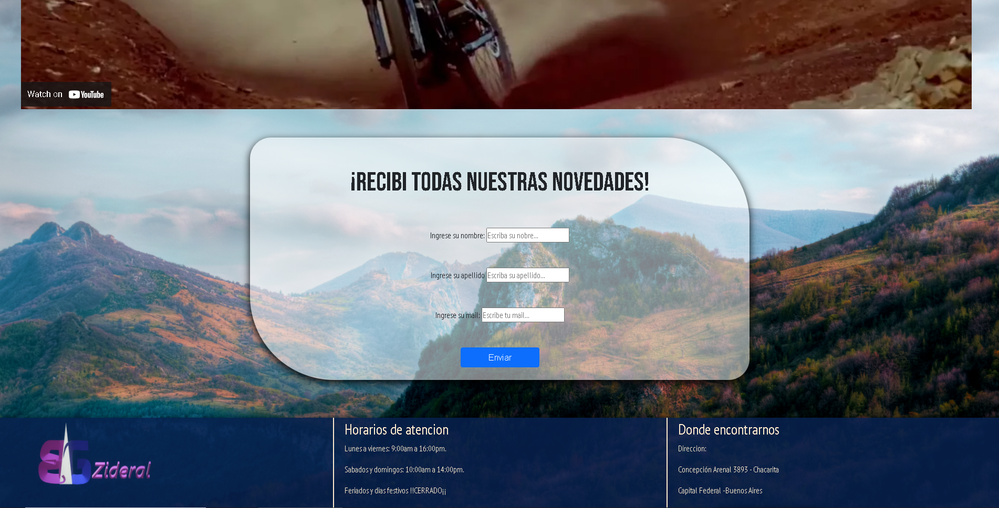 Watch on YouTube
¡RECIBI TODAS NUESTRAS NOVEDADES!
Ingrese su nombre: Escriba su nobre...
Ingrese su apellido Escriba su apellido...
Ingrese su mail: Escribe tu mail...
Enviar
BG Zideral
Horarios de atencion
Lunes a viernes: 9:00am a 16:00pm.
Sabados y domingos: 10:00am a 14:00pm.
Feriados y dias festivos !!CERRADO¡¡
Donde encontrarnos
Direccion:
Concepción Arenal 3893 - Chacarita
Capital Federal -Buenos Aires